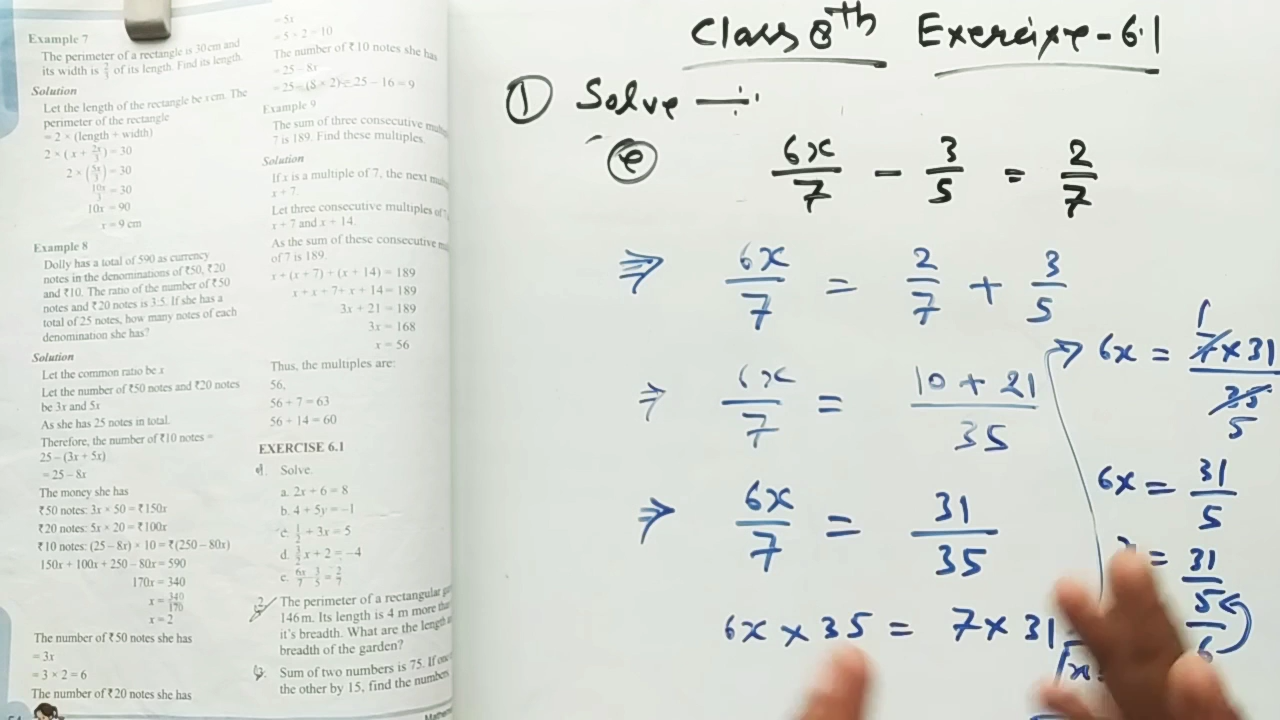 Example 7
The perimeter of a rectangle is 30 cm and
its width is 2/3 of its length. Find its length.
Solution
Let the length of the rectangle be x cm. The
perimeter of the rectangle
= 2 × (length + width)
2 × (x + 2x/3) = 30
2 × (5x/3) = 30
10x/3 = 30
10x = 90
x = 9 cm
Example 8
Dolly has a total of 590 as currency
notes in the denominations of ₹50, ₹20
and ₹10. The ratio of the number of ₹50
notes and ₹20 notes is 3:5. If she has a
total of 25 notes, how many notes of each
denomination she has?
Solution
Let the common ratio be x
Let the number of ₹50 notes and ₹20 notes
be 3x and 5x
As she has 25 notes in total.
Therefore, the number of ₹10 notes =
25 – (3x + 5x)
= 25 – 8x
The money she has
₹50 notes: 3x × 50 = ₹150x
₹20 notes: 5x × 20 = ₹100x
₹10 notes: (25 – 8x) × 10 = ₹(250 – 80x)
150x + 100x + 250 – 80x = 590
170x = 340
x = 340/170
x = 2
The number of ₹50 notes she has
= 3x
= 3 × 2 = 6
The number of ₹20 notes she has
= 5x
= 5 × 2 = 10
The number of ₹10 notes she has
= 25 – 8x
= 25 – (8 × 2) = 25 – 16 = 9
Example 9
The sum of three consecutive
7 is 189. Find these multiples.
Solution
If x is a multiple of 7, the next
x + 7.
Let three consecutive multiples of
x + 7 and x + 14.
As the sum of these consecutive
of 7 is 189.
x + (x + 7) + (x + 14) = 189
x + x + 7 + x + 14 = 189
3x + 21 = 189
3x = 168
x = 56
Thus, the multiples are:
56,
56 + 7 = 63
56 + 14 = 60
EXERCISE 6.1
1. Solve.
a. 2x + 6 = 8
b. 4 + 5y = –1
c. 1/2 + 3x = 5
d. 3/2 x + 2 = –4
e. 6x/7 - 3/5 = 2/7
2. The perimeter of a rectangular
146 m. Its length is 4 m more
it's breadth. What are the length
breadth of the garden?
3. Sum of two numbers is 75. If
the other by 15, find the numbers
Class 8th Exercixe-6.1
① Solve ÷
ⓔ 6x/7 - 3/5 = 2/7
⇒ 6x/7 = 2/7 + 3/5
⇒ 6x/7 = 10 + 21/35
⇒ 6x/7 = 31/35
6x × 35 = 7 × 31
→ 6x = 7 × 31/35
1
5
6x = 31/5
= 31/5/6